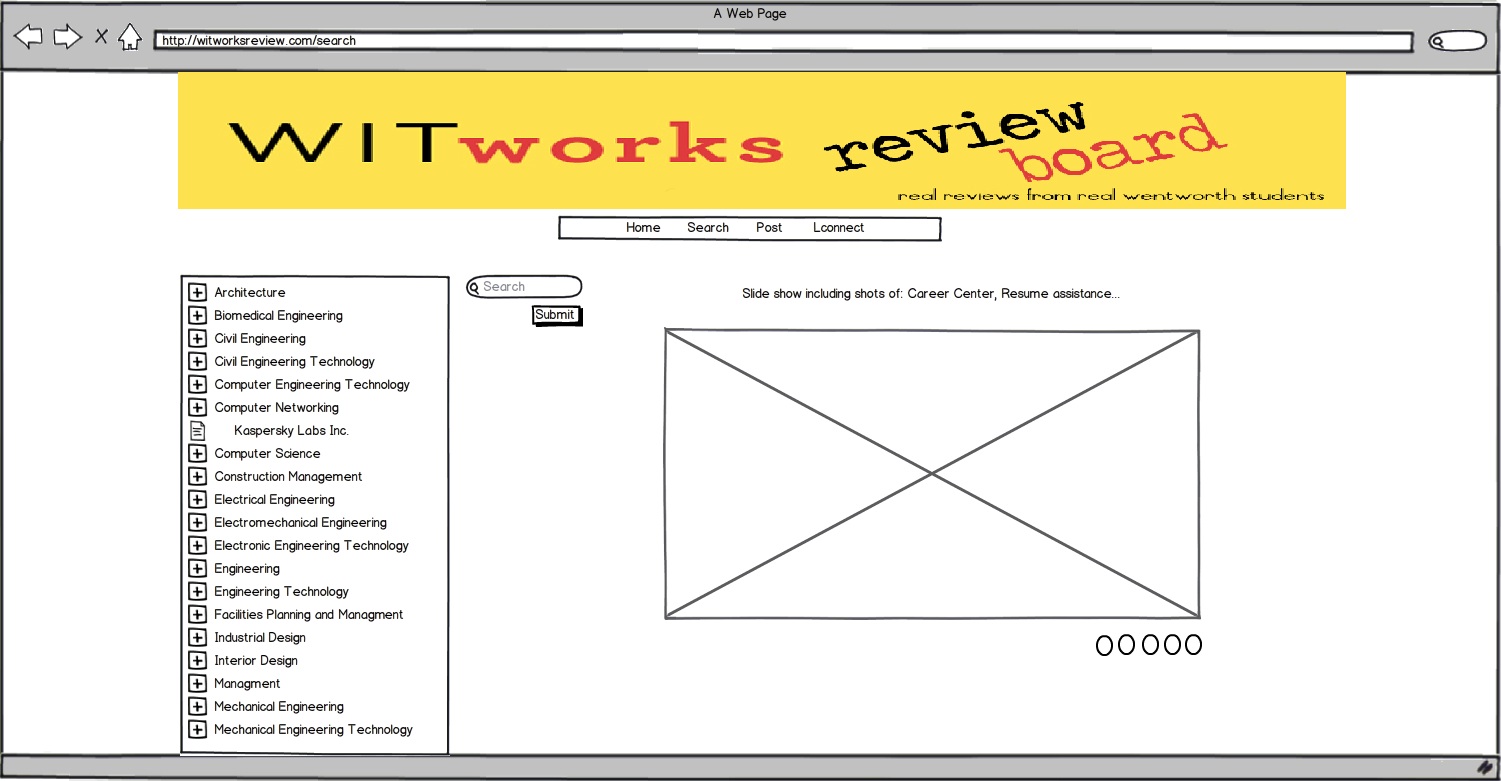 A Web Page
http://witworksreview.com/search
WITworks review board
real reviews from real wentworth students
Home Search Post Lconnect
Architecture
Biomedical Engineering
Civil Engineering
Civil Engineering Technology
Computer Engineering Technology
Computer Networking
Kaspersky Labs Inc.
Computer Science
Construction Management
Electrical Engineering
Electromechanical Engineering
Electronic Engineering Technology
Engineering
Engineering Technology
Facilities Planning and Managment
Industrial Design
Interior Design
Managment
Mechanical Engineering
Mechanical Engineering Technology
Search
Submit
Slide show including shots of: Career Center, Resume assistance...